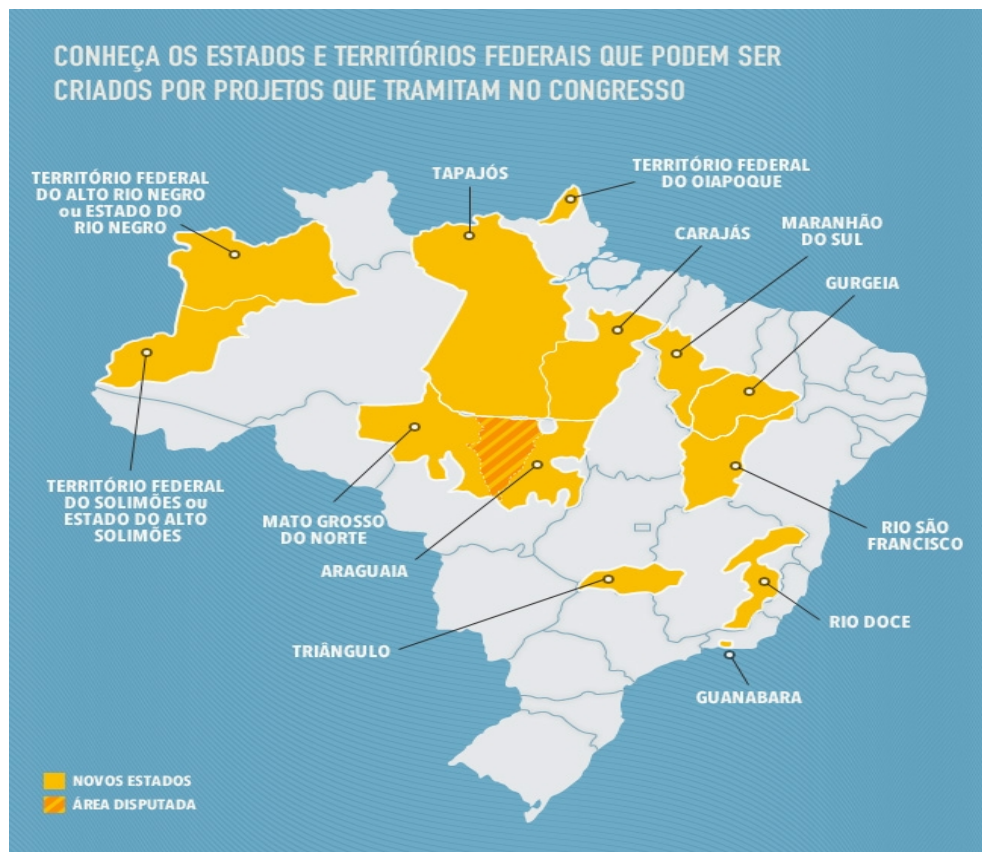 CONHEÇA OS ESTADOS E TERRITÓRIOS FEDERAIS QUE PODEM SER
CRIADOS POR PROJETOS QUE TRAMITAM NO CONGRESSO
TERRITÓRIO FEDERAL
DO ALTO RIO NEGRO
ou ESTADO DO
RIO NEGRO
TAPAJÓS
TERRITÓRIO FEDERAL
DO OIAPOQUE
CARAJÁS
MARANHÃO
DO SUL
GURGEIA
TERRITÓRIO FEDERAL
DO SOLIMÕES ou
ESTADO DO ALTO
SOLIMÕES
MATO GROSSO
DO NORTE
ARAGUAIA
RIO SÃO
FRANCISCO
TRIÂNGULO
RIO DOCE
GUANABARA
NOVOS ESTADOS
ÁREA DISPUTADA